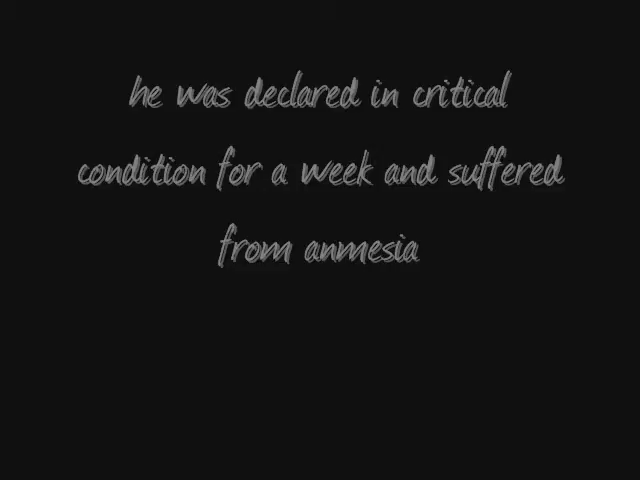 he was declared in critical
condition for a week and suffered
from anmesia